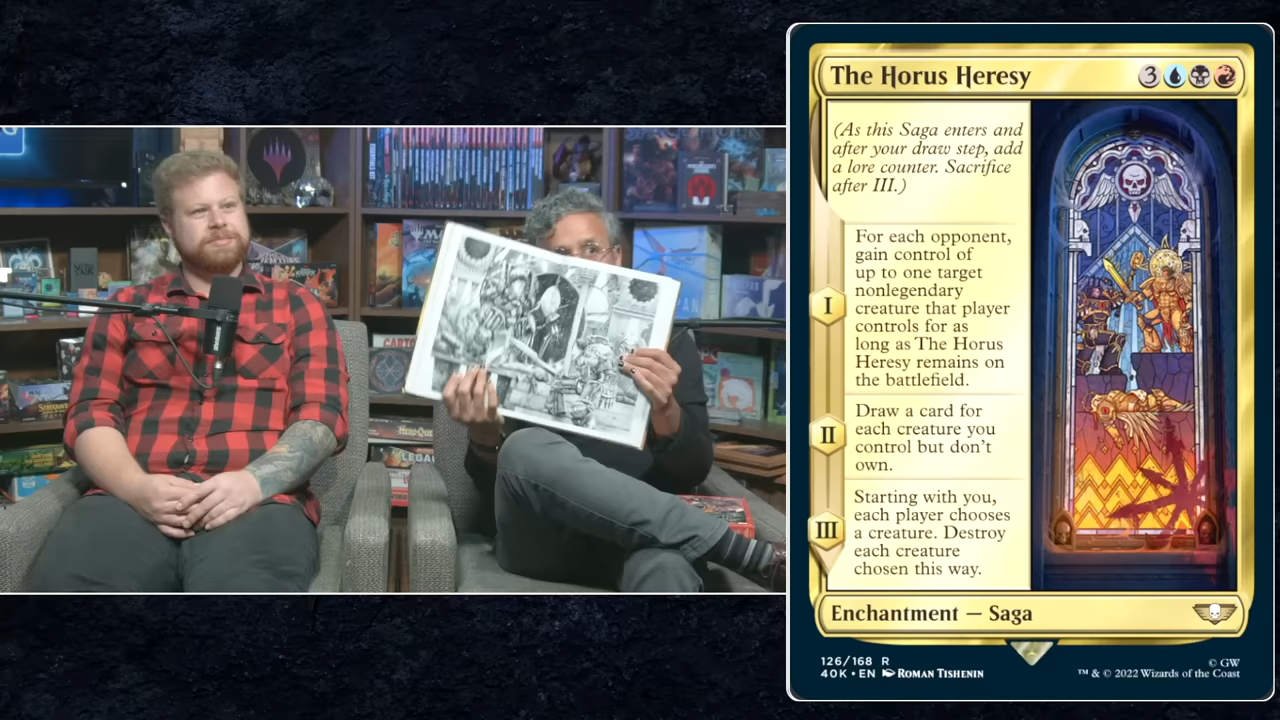 The Horus Heresy
3
(As this Saga enters and
after your draw step, add
a lore counter. Sacrifice
after III.)
I
For each opponent,
gain control of
up to one target
nonlegendary
creature that player
controls for as
long as The Horus
Heresy remains on
the battlefield.
II
Draw a card for
each creature you
control but don't
own.
III
Starting with you,
each player chooses
a creature. Destroy
each creature
chosen this way.
Enchantment — Saga
126/168 R
40K • EN ROMAN TISHENIN
© GW
™ & © 2022 Wizards of the Coast